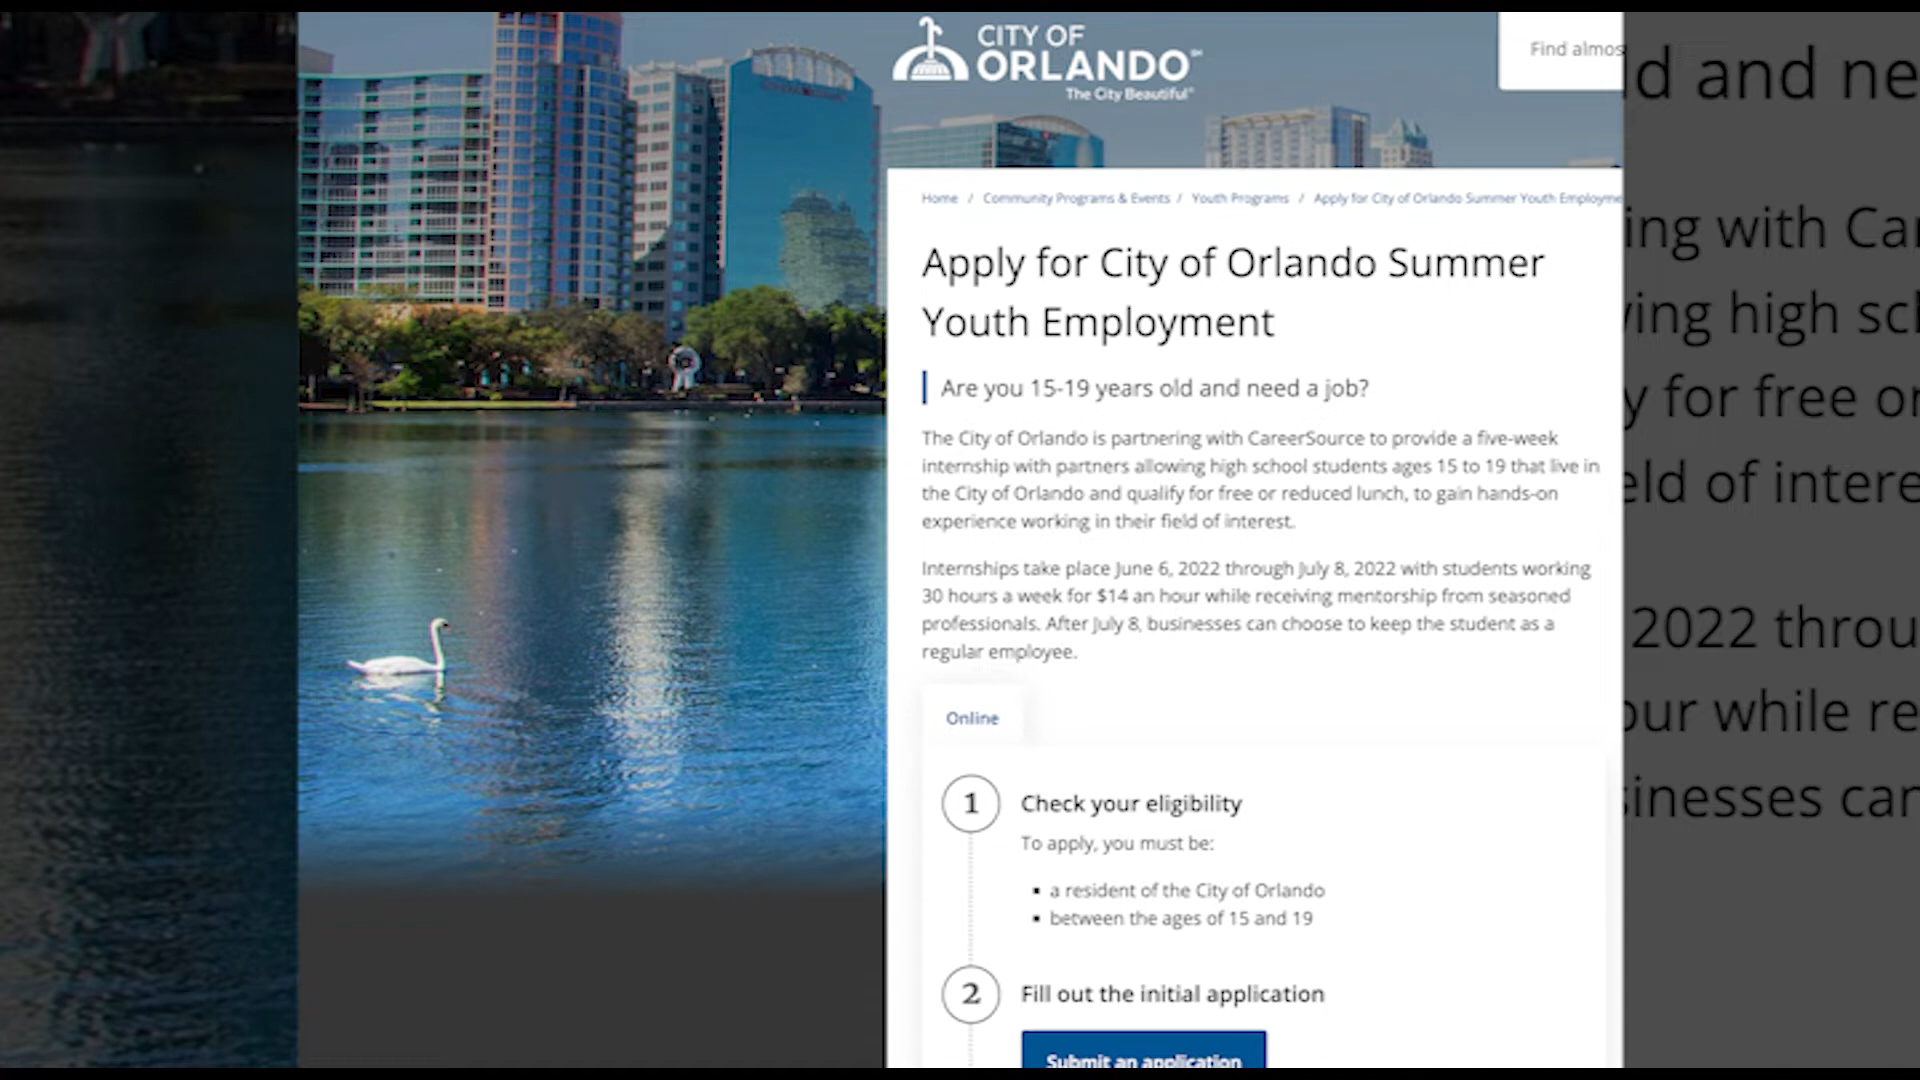 CITY OF
ORLANDO
The City Beautiful
Find almos
Home / Community Programs & Events / Youth Programs / Apply for City of Orlando Summer Youth Employme
Apply for City of Orlando Summer
Youth Employment
Are you 15-19 years old and need a job?
The City of Orlando is partnering with CareerSource to provide a five-week
internship with partners allowing high school students ages 15 to 19 that live in
the City of Orlando and qualify for free or reduced lunch, to gain hands-on
experience working in their field of interest.
Internships take place June 6, 2022 through July 8, 2022 with students working
30 hours a week for $14 an hour while receiving mentorship from seasoned
professionals. After July 8, businesses can choose to keep the student as a
regular employee.
Online
1 Check your eligibility
To apply, you must be:
▪ a resident of the City of Orlando
▪ between the ages of 15 and 19
2 Fill out the initial application
Submit an application
d and ne
ing with Ca
ing high sc
y for free o
eld of intere
2022 throu
our while re
sinesses can